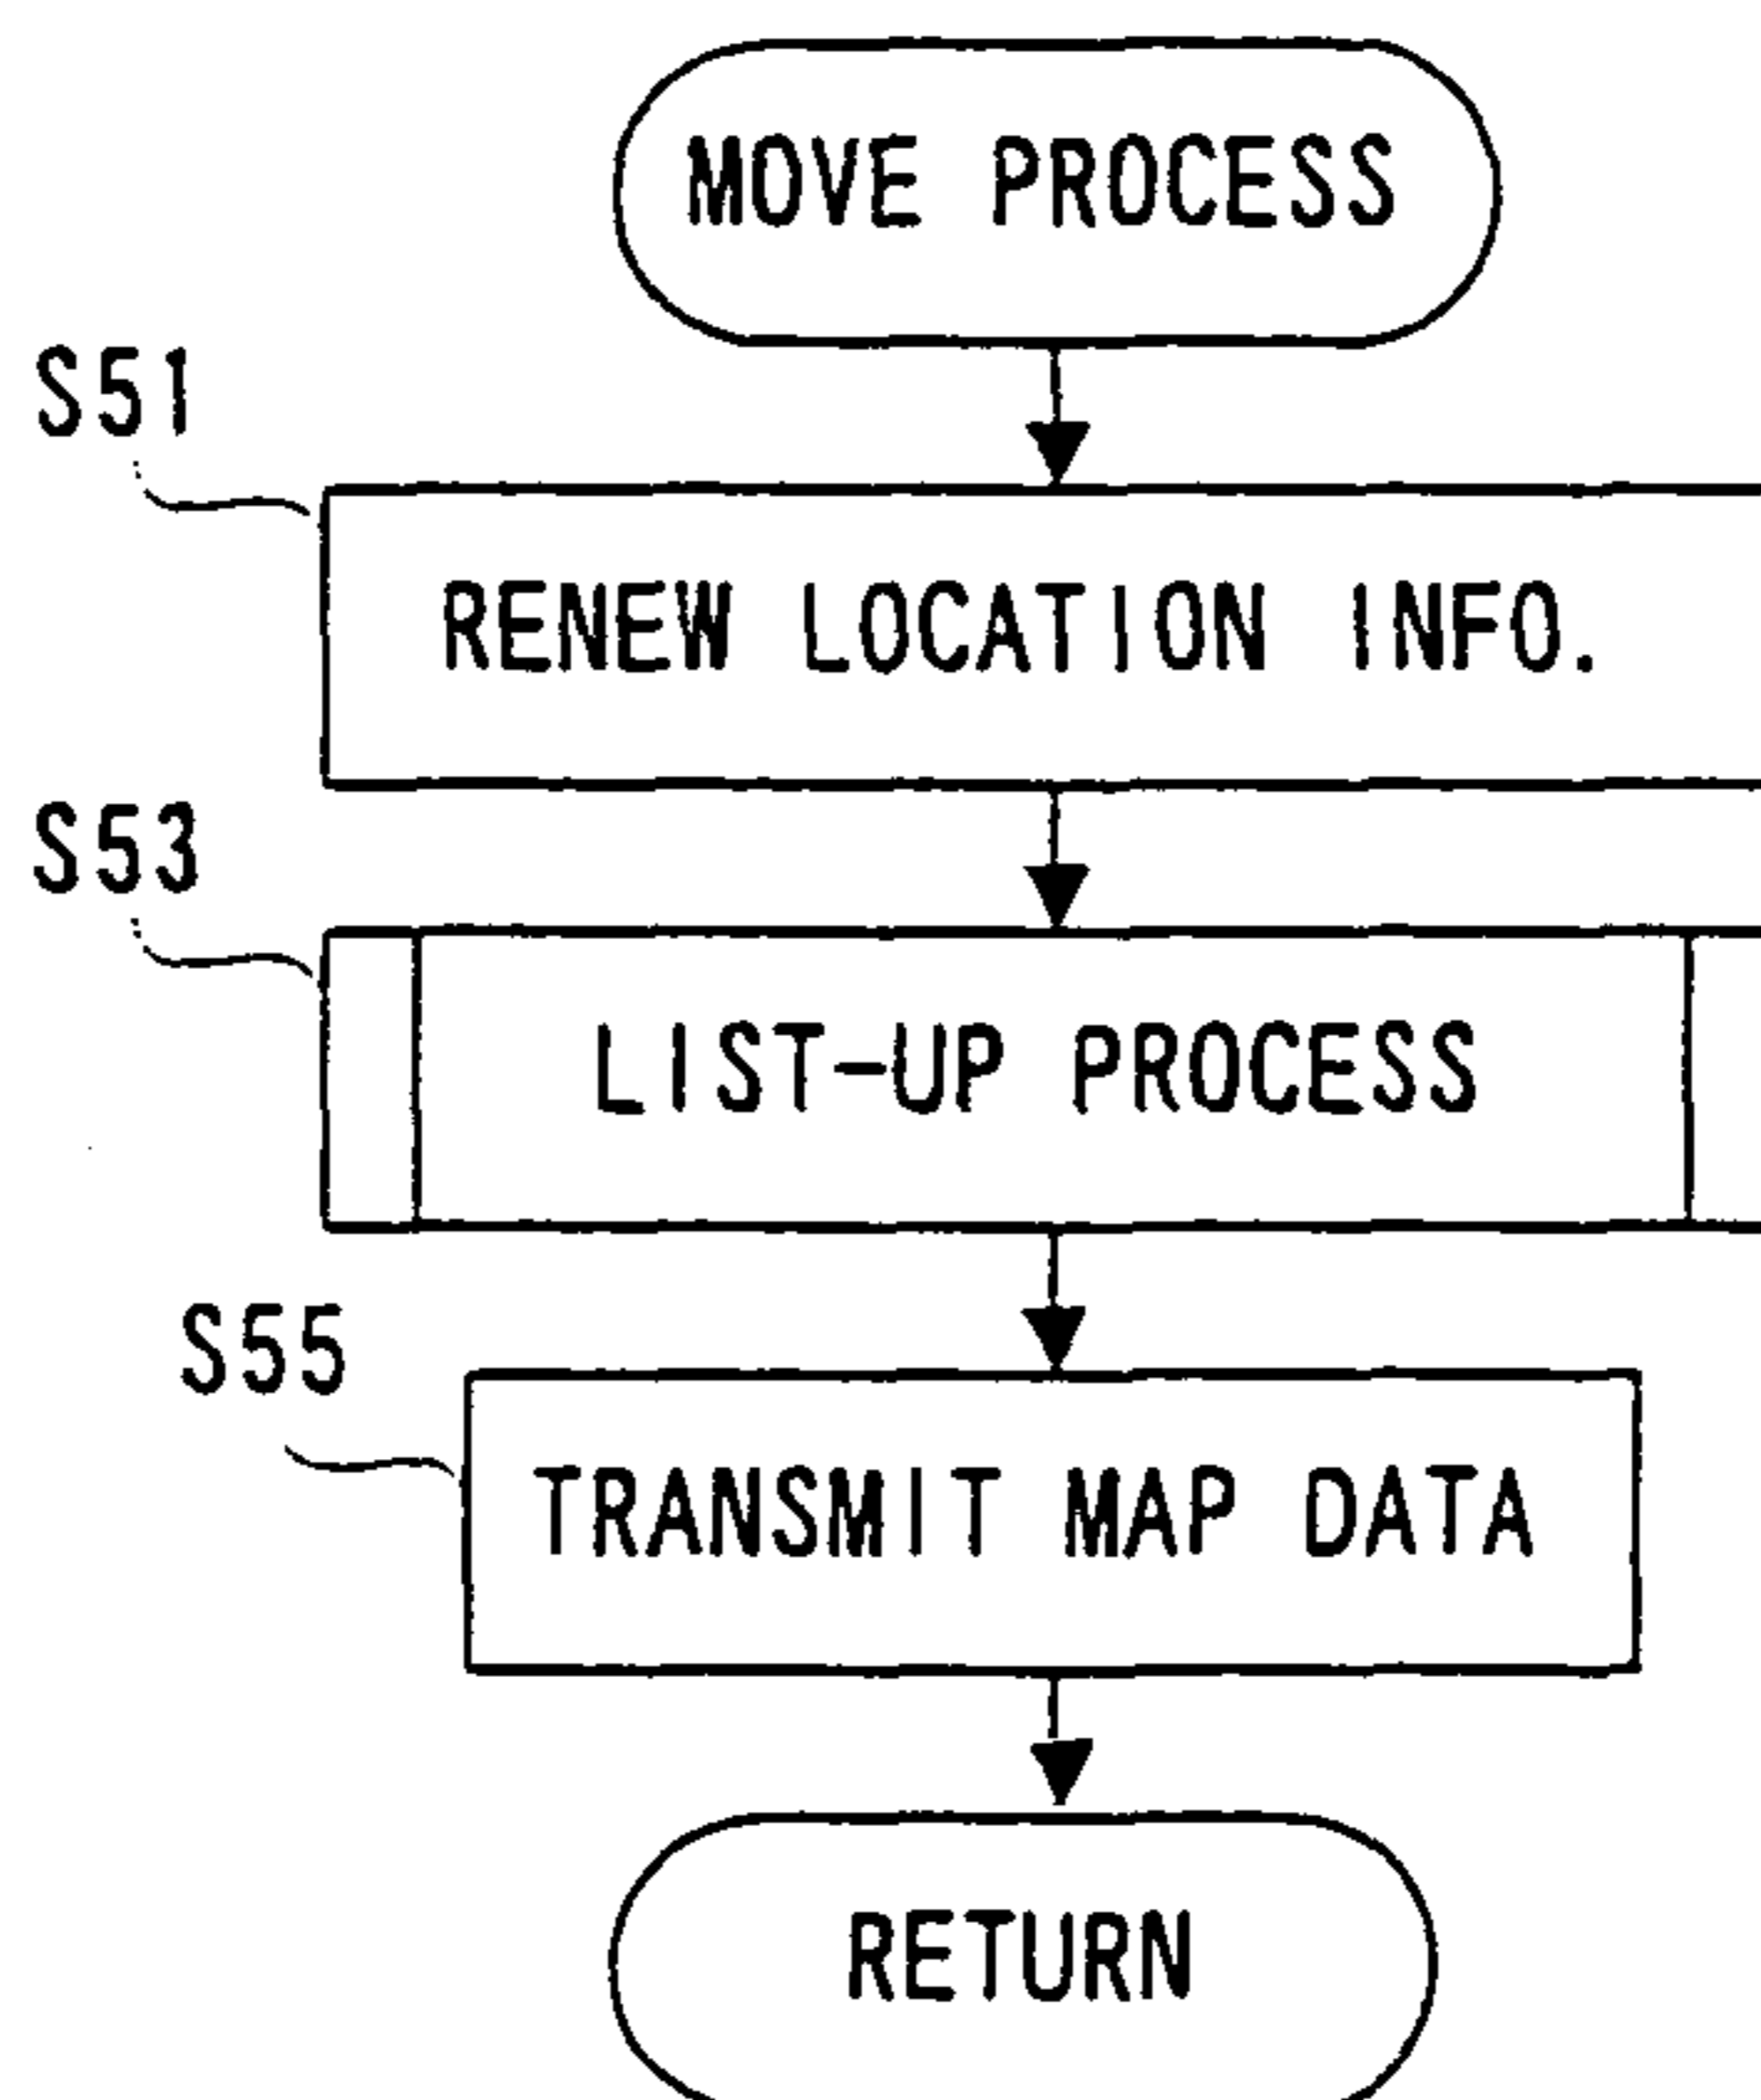 MOVE PROCESS
S51
RENEW LOCATION INFO.
S53
LIST-UP PROCESS
S55
TRANSMIT MAP DATA
RETURN